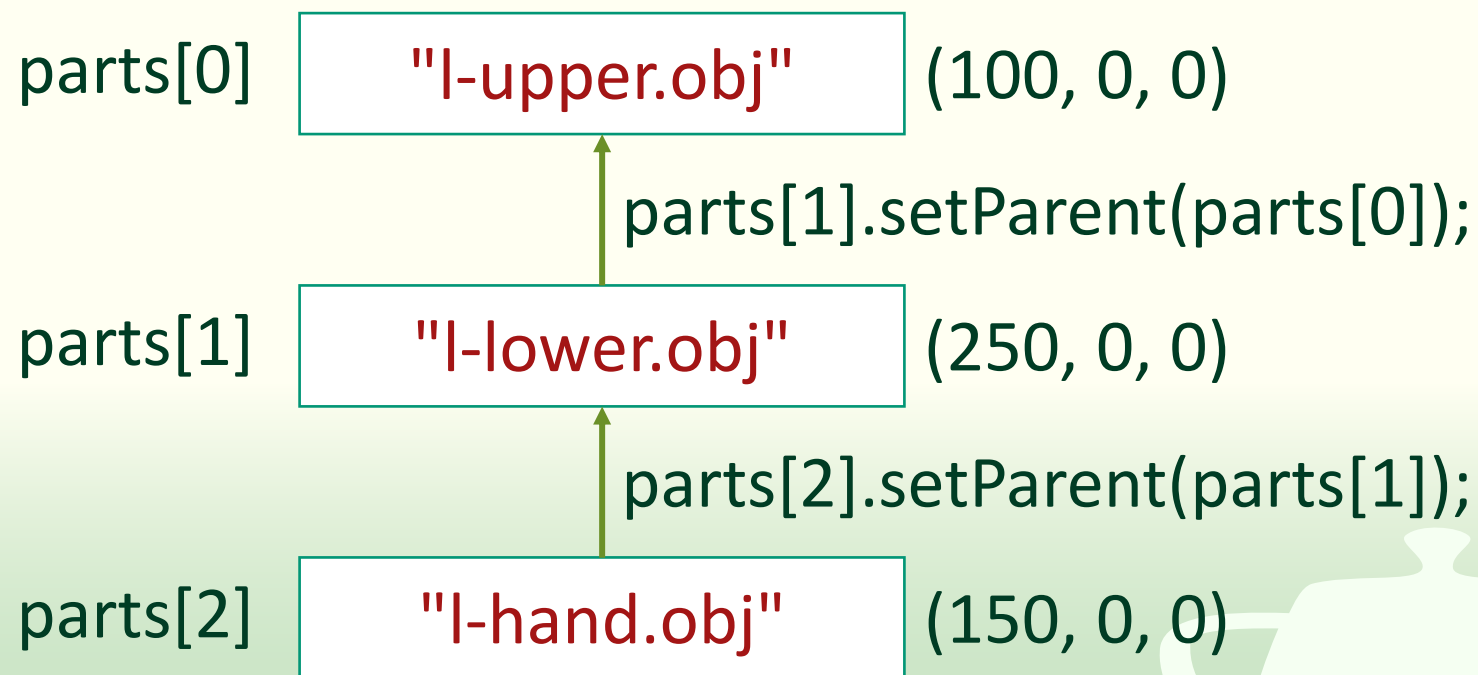 parts[0] "l-upper.obj" (100, 0, 0)
parts[1].setParent(parts[0]);
parts[1] "l-lower.obj" (250, 0, 0)
parts[2].setParent(parts[1]);
parts[2] "l-hand.obj" (150, 0, 0)